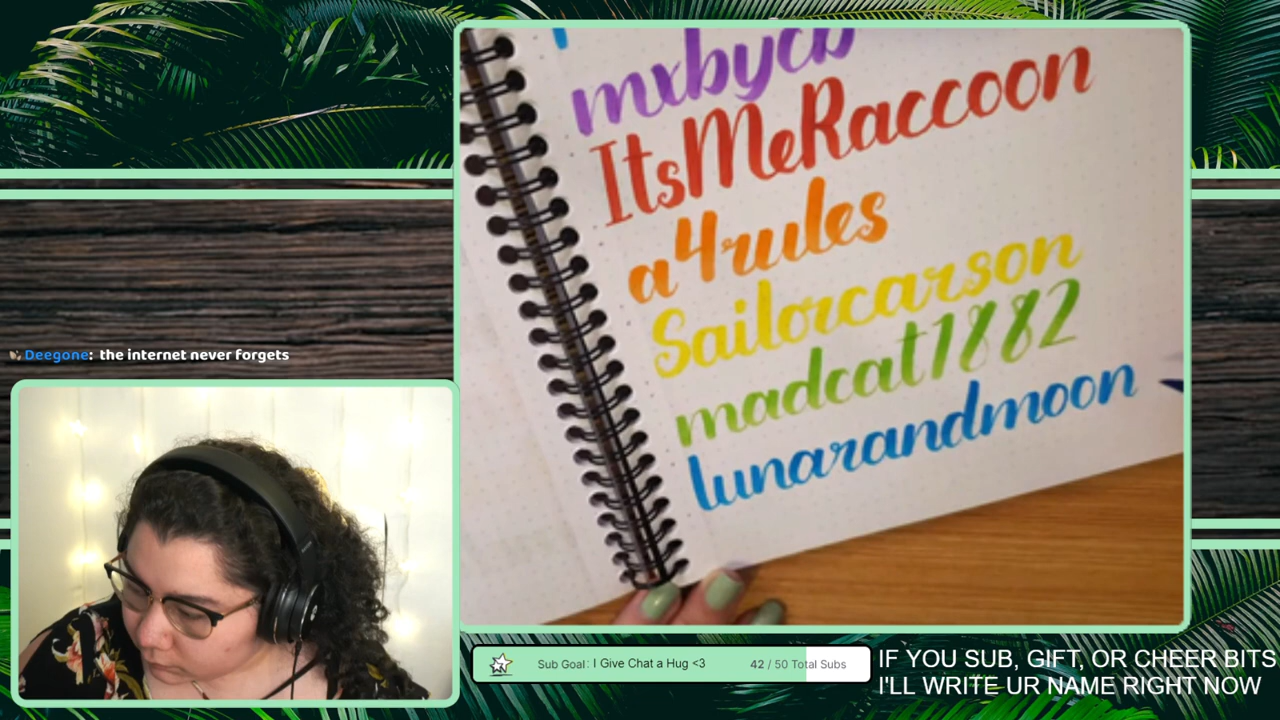 mxbycb
ItsMeRaccoon
a4rules
Sailorcarson
madcat1882
lunarandmoon
Deegone: the internet never forgets
Sub Goal: I Give Chat a Hug <3 42 / 50 Total Subs
IF YOU SUB, GIFT, OR CHEER BITS
I'LL WRITE UR NAME RIGHT NOW